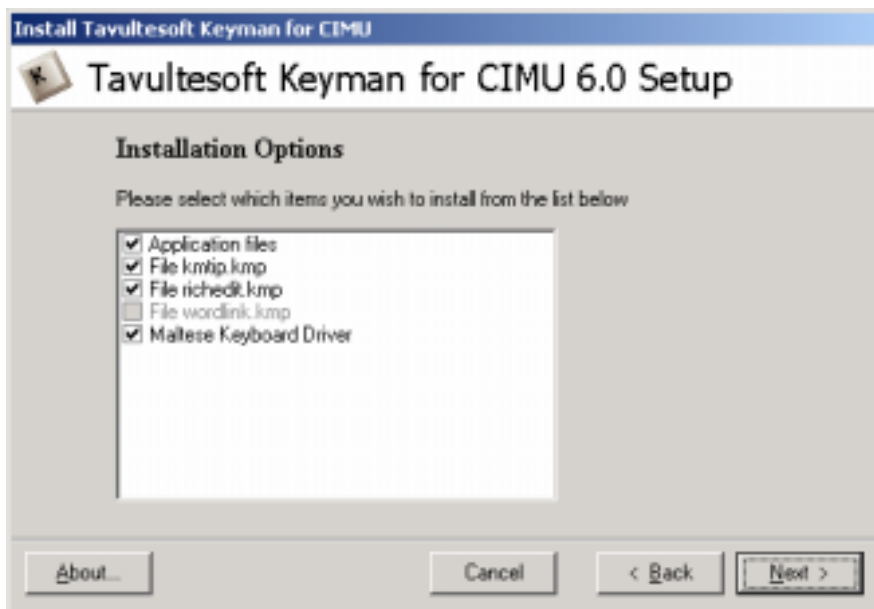 Install Tavultesoft Keyman for CIMU
K
Tavultesoft Keyman for CIMU 6.0 Setup
Installation Options
Please select which items you wish to install from the list below
Application files
File kmtip.kmp
File richedit.kmp
File wordlink.kmp
Maltese Keyboard Driver
About...
Cancel
< Back
Next >